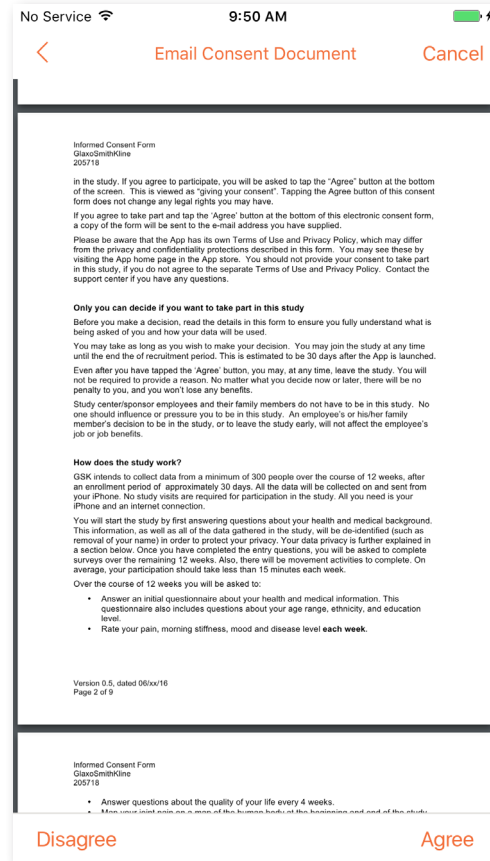 No Service 9:50 AM
Email Consent Document Cancel
Informed Consent Form
GlaxoSmithKline
205718
in the study. If you agree to participate, you will be asked to tap the “Agree” button at the bottom
of the screen. This is viewed as “giving your consent”. Tapping the Agree button of this consent
form does not change any legal rights you may have.
If you agree to take part and tap the ‘Agree’ button at the bottom of this electronic consent form,
a copy of the form will be sent to the e-mail address you have supplied.
Please be aware that the App has its own Terms of Use and Privacy Policy, which may differ
from the privacy and confidentiality protections described in this form. You may see these by
visiting the App home page in the App store. You should not provide your consent to take part
in this study, if you do not agree to the separate Terms of Use and Privacy Policy. Contact the
support center if you have any questions.
Only you can decide if you want to take part in this study
Before you make a decision, read the details in this form to ensure you fully understand what is
being asked of you and how your data will be used.
You may take as long as you wish to make your decision. You may join the study at any time
until the end the of recruitment period. This is estimated to be 30 days after the App is launched.
Even after you have tapped the ‘Agree’ button, you may, at any time, leave the study. You will
not be required to provide a reason. No matter what you decide now or later, there will be no
penalty to you, and you won’t lose any benefits.
Study center/sponsor employees and their family members do not have to be in this study. No
one should influence or pressure you to be in this study. An employee’s or his/her family
member’s decision to be in the study, or to leave the study early, will not affect the employee’s
job or job benefits.
How does the study work?
GSK intends to collect data from a minimum of 300 people over the course of 12 weeks, after
an enrollment period of approximately 30 days. All the data will be collected on and sent from
your iPhone. No study visits are required for participation in the study. All you need is your
iPhone and an internet connection.
You will start the study by first answering questions about your health and medical background.
This information, as well as all of the data gathered in the study, will be de-identified (such as
removal of your name) in order to protect your privacy. Your data privacy is further explained in
a section below. Once you have completed the entry questions, you will be asked to complete
surveys over the remaining 12 weeks. Also, there will be movement activities to complete. On
average, your participation should take less than 15 minutes each week.
Over the course of 12 weeks you will be asked to:
• Answer an initial questionnaire about your health and medical information. This
questionnaire also includes questions about your age range, ethnicity, and education
level.
• Rate your pain, morning stiffness, mood and disease level each week.
Version 0.5, dated 06/xx/16
Page 2 of 9
Informed Consent Form
GlaxoSmithKline
205718
• Answer questions about the quality of your life every 4 weeks.
• Map your joint pain on a map of the human body at the beginning and end of the study
Disagree Agree